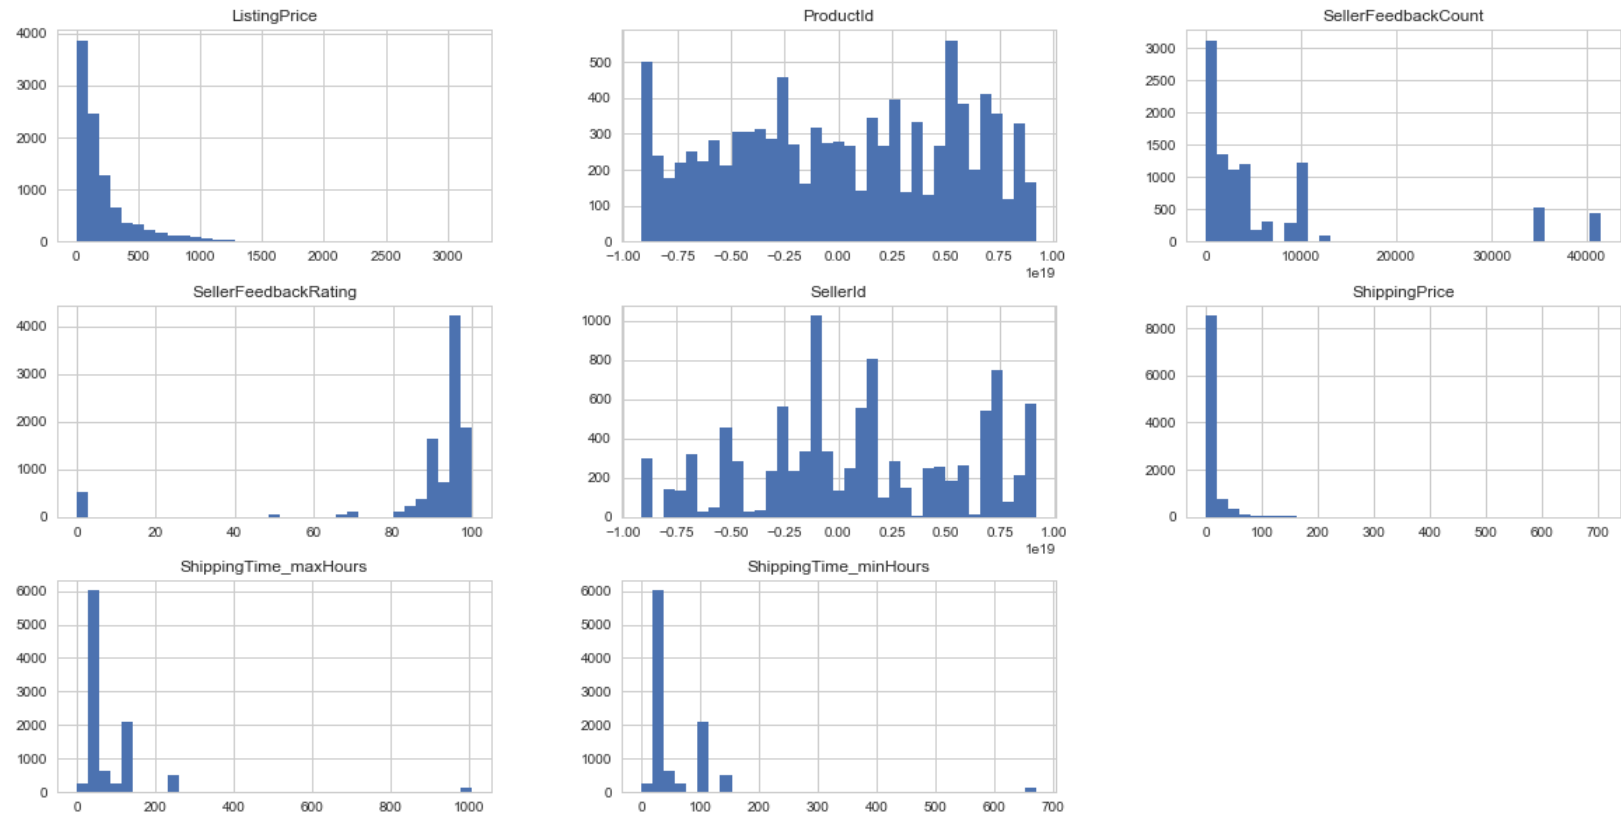 ListingPrice
4000
3000
2000
1000
0
0 500 1000 1500 2000 2500 3000
ProductId
500
400
300
200
100
0
−1.00 −0.75 −0.50 −0.25 0.00 0.25 0.50 0.75 1.00
1e19
SellerFeedbackCount
3000
2500
2000
1500
1000
500
0
0 10000 20000 30000 40000
SellerFeedbackRating
4000
3000
2000
1000
0
0 20 40 60 80 100
SellerId
1000
800
600
400
200
0
−1.00 −0.75 −0.50 −0.25 0.00 0.25 0.50 0.75 1.00
1e19
ShippingPrice
8000
6000
4000
2000
0
0 100 200 300 400 500 600 700
ShippingTime_maxHours
6000
5000
4000
3000
2000
1000
0
0 200 400 600 800 1000
ShippingTime_minHours
6000
5000
4000
3000
2000
1000
0
0 100 200 300 400 500 600 700